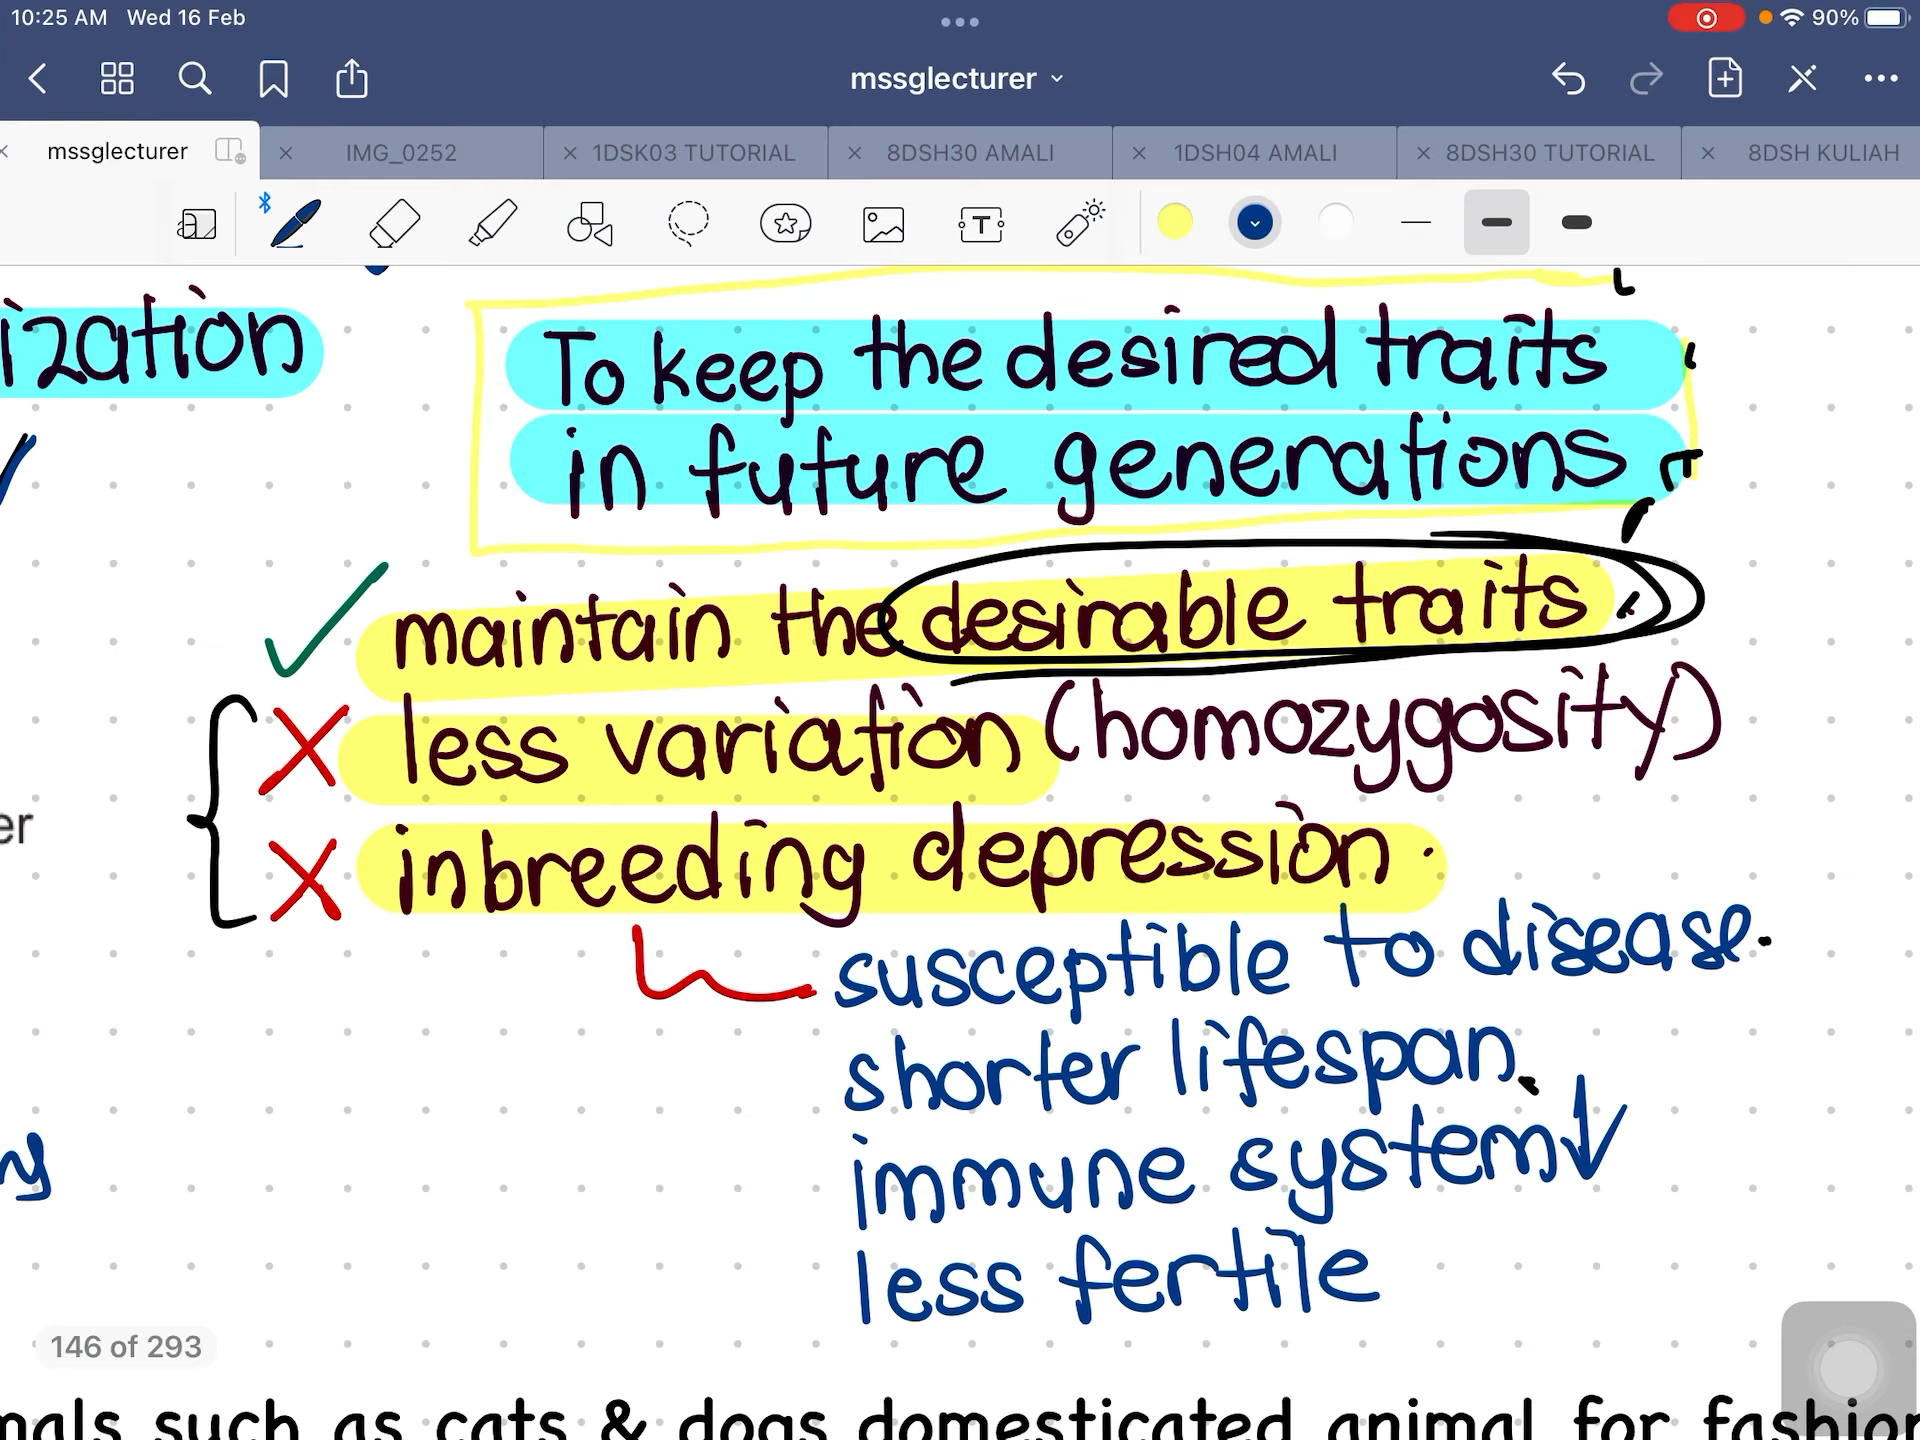 10:25 AM Wed 16 Feb
90%
mssglecturer
mssglecturer
IMG_0252
1DSK03 TUTORIAL
8DSH30 AMALI
1DSH04 AMALI
8DSH30 TUTORIAL
8DSH KULIAH
ization
To keep the desired traits
in future generations
maintain the desirable traits.
less variation (homozygosity)
er
inbreeding depression.
susceptible to disease.
shorter lifespan.
immune system↓
ny
less fertile
146 of 293
mals such as cats & dogs domesticated animal for fashion